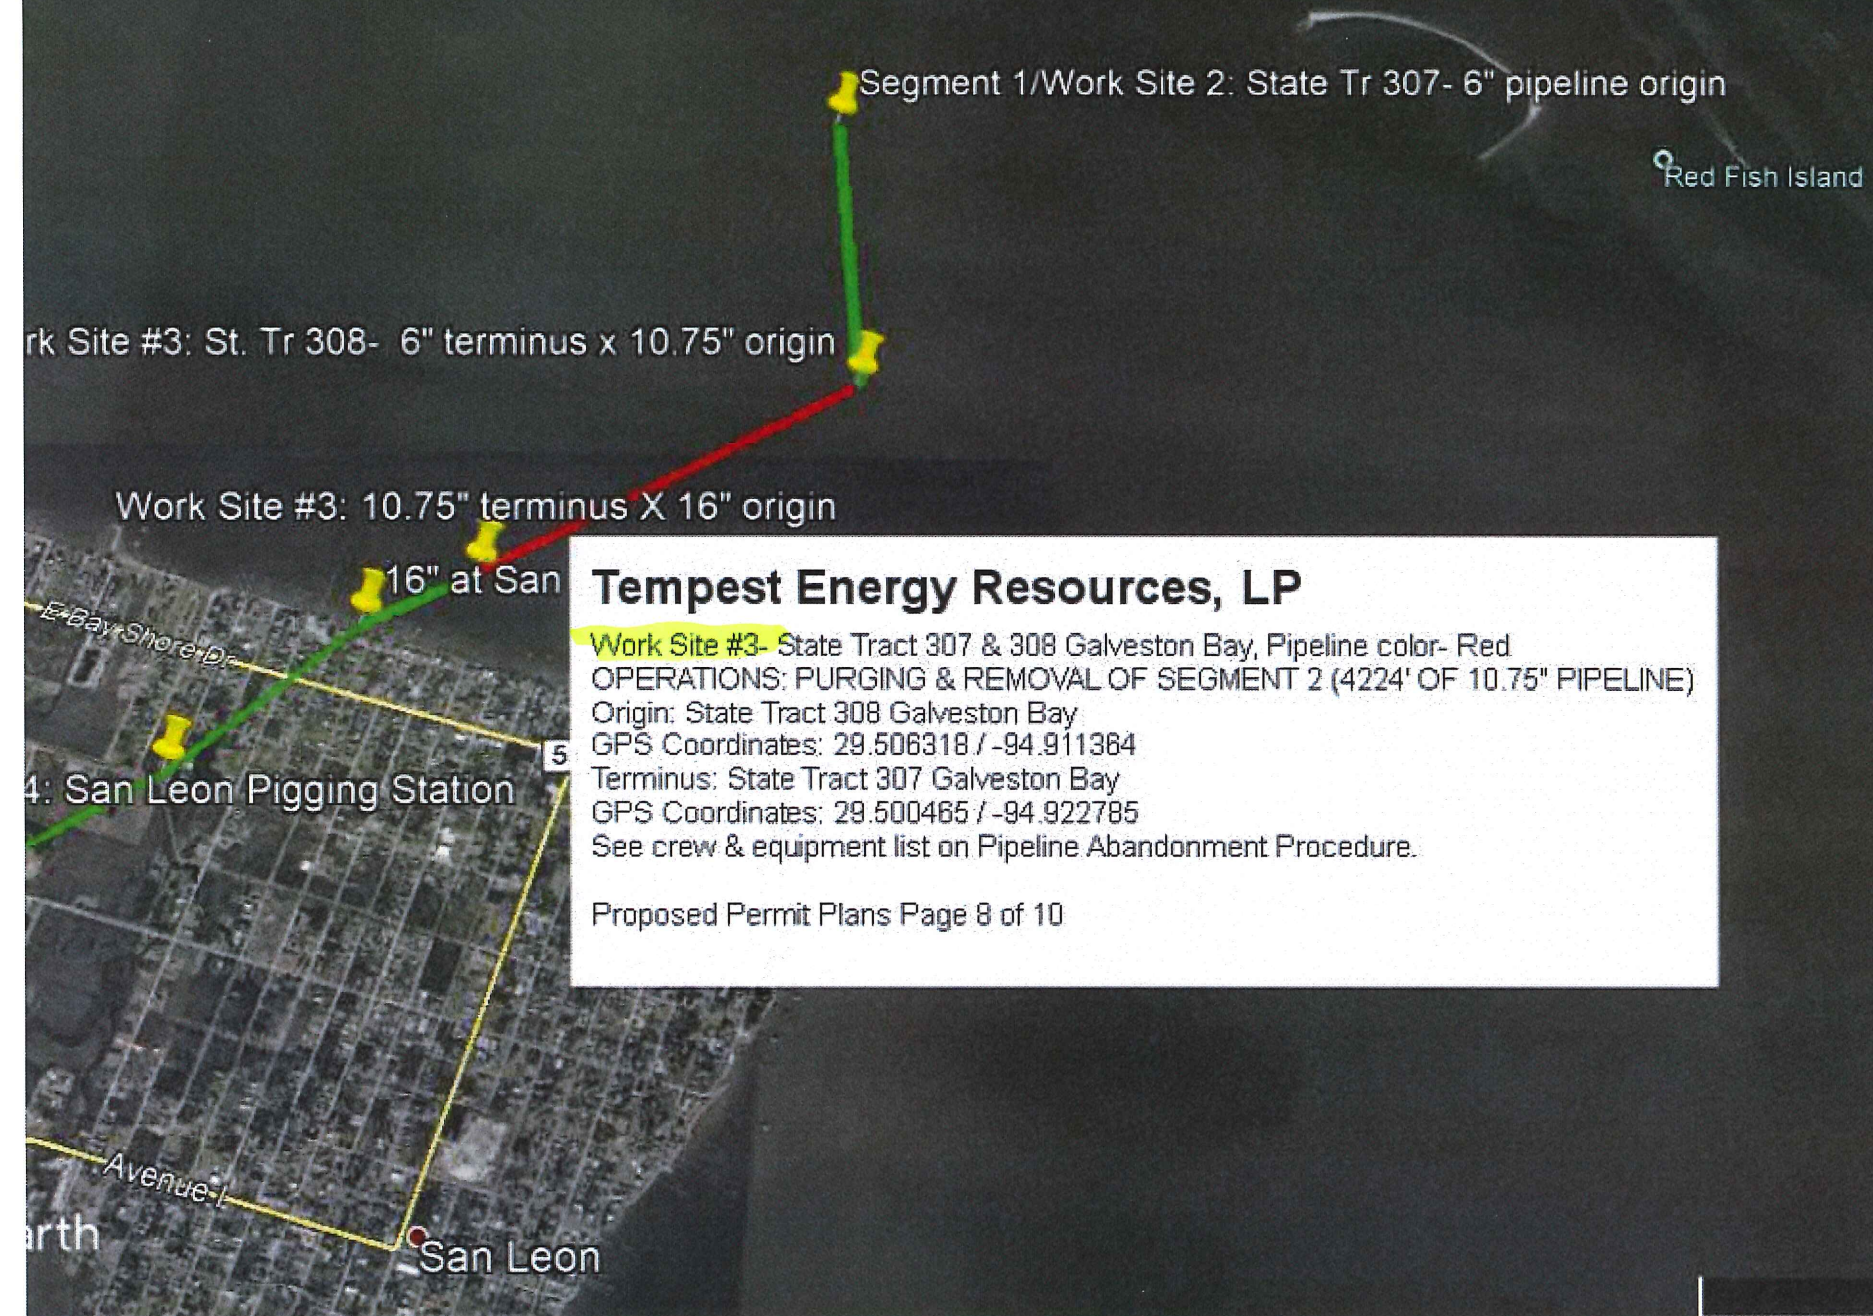 Segment 1/Work Site 2: State Tr 307- 6" pipeline origin
Red Fish Island
rk Site #3: St. Tr 308- 6" terminus x 10.75" origin
Work Site #3: 10.75" terminus X 16" origin
16" at San
E Bay Shore Dr
5
4: San Leon Pigging Station
Tempest Energy Resources, LP
Work Site #3- State Tract 307 & 308 Galveston Bay, Pipeline color- Red
OPERATIONS: PURGING & REMOVAL OF SEGMENT 2 (4224' OF 10.75" PIPELINE)
Origin: State Tract 308 Galveston Bay
GPS Coordinates: 29.506318 / -94.911364
Terminus: State Tract 307 Galveston Bay
GPS Coordinates: 29.500465 / -94.922785
See crew & equipment list on Pipeline Abandonment Procedure.
Proposed Permit Plans Page 8 of 10
Avenue L
arth
San Leon